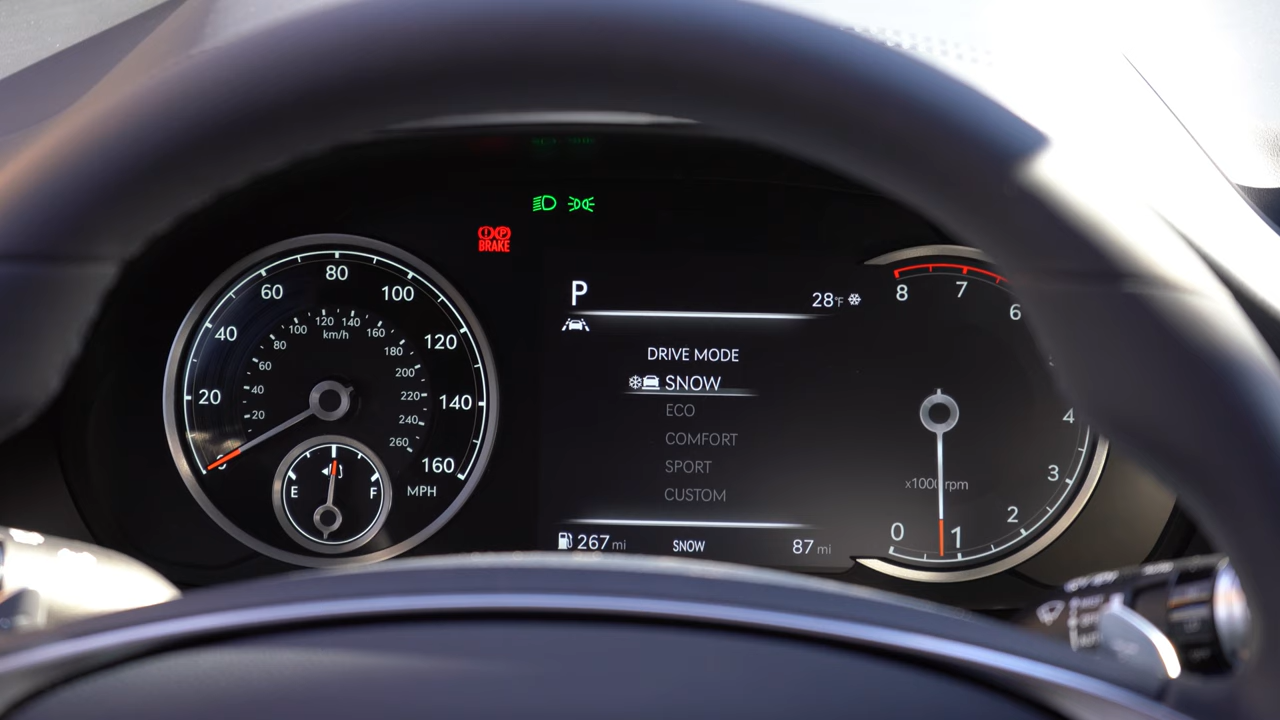 BRAKE
P
28°F
DRIVE MODE
SNOW
ECO
COMFORT
SPORT
CUSTOM
267 mi
SNOW
87 mi
20
40
60
80
100
120
140
160
MPH
20
40
60
80
100
120
140
160
180
200
220
240
260
km/h
E
F
0
1
2
3
4
6
7
8
x1000 rpm